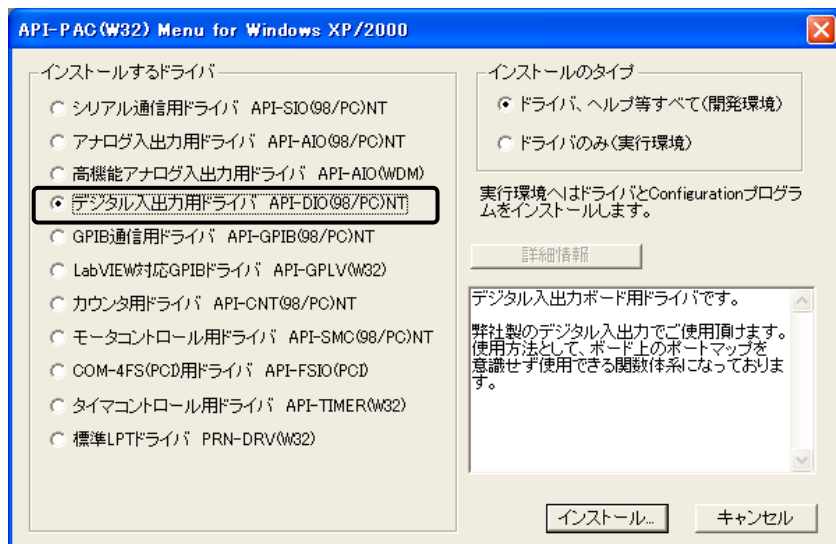 API-PAC(W32) Menu for Windows XP/2000
インストールするドライバ
シリアル通信用ドライバ API-SIO(98/PC)NT
アナログ入出力用ドライバ API-AIO(98/PC)NT
高機能アナログ入出力用ドライバ API-AIO(WDM)
デジタル入出力用ドライバ API-DIO(98/PC)NT
GPIB通信用ドライバ API-GPIB(98/PC)NT
LabVIEW対応GPIBドライバ API-GPLV(W32)
カウンタ用ドライバ API-CNT(98/PC)NT
モータコントロール用ドライバ API-SMC(98/PC)NT
COM-4FS(PCI)用ドライバ API-FSIO(PCI)
タイマコントロール用ドライバ API-TIMER(W32)
標準LPTドライバ PRN-DRV(W32)
インストールのタイプ
ドライバ、ヘルプ等すべて(開発環境)
ドライバのみ(実行環境)
実行環境へはドライバとConfigurationプログラ
ムをインストールします。
詳細情報
デジタル入出力ボード用ドライバです。
弊社製のデジタル入出力でご使用頂けます。
使用方法として、ボード上のポートマップを
意識せず使用できる関数体系になっておりま
す。
インストール...
キャンセル